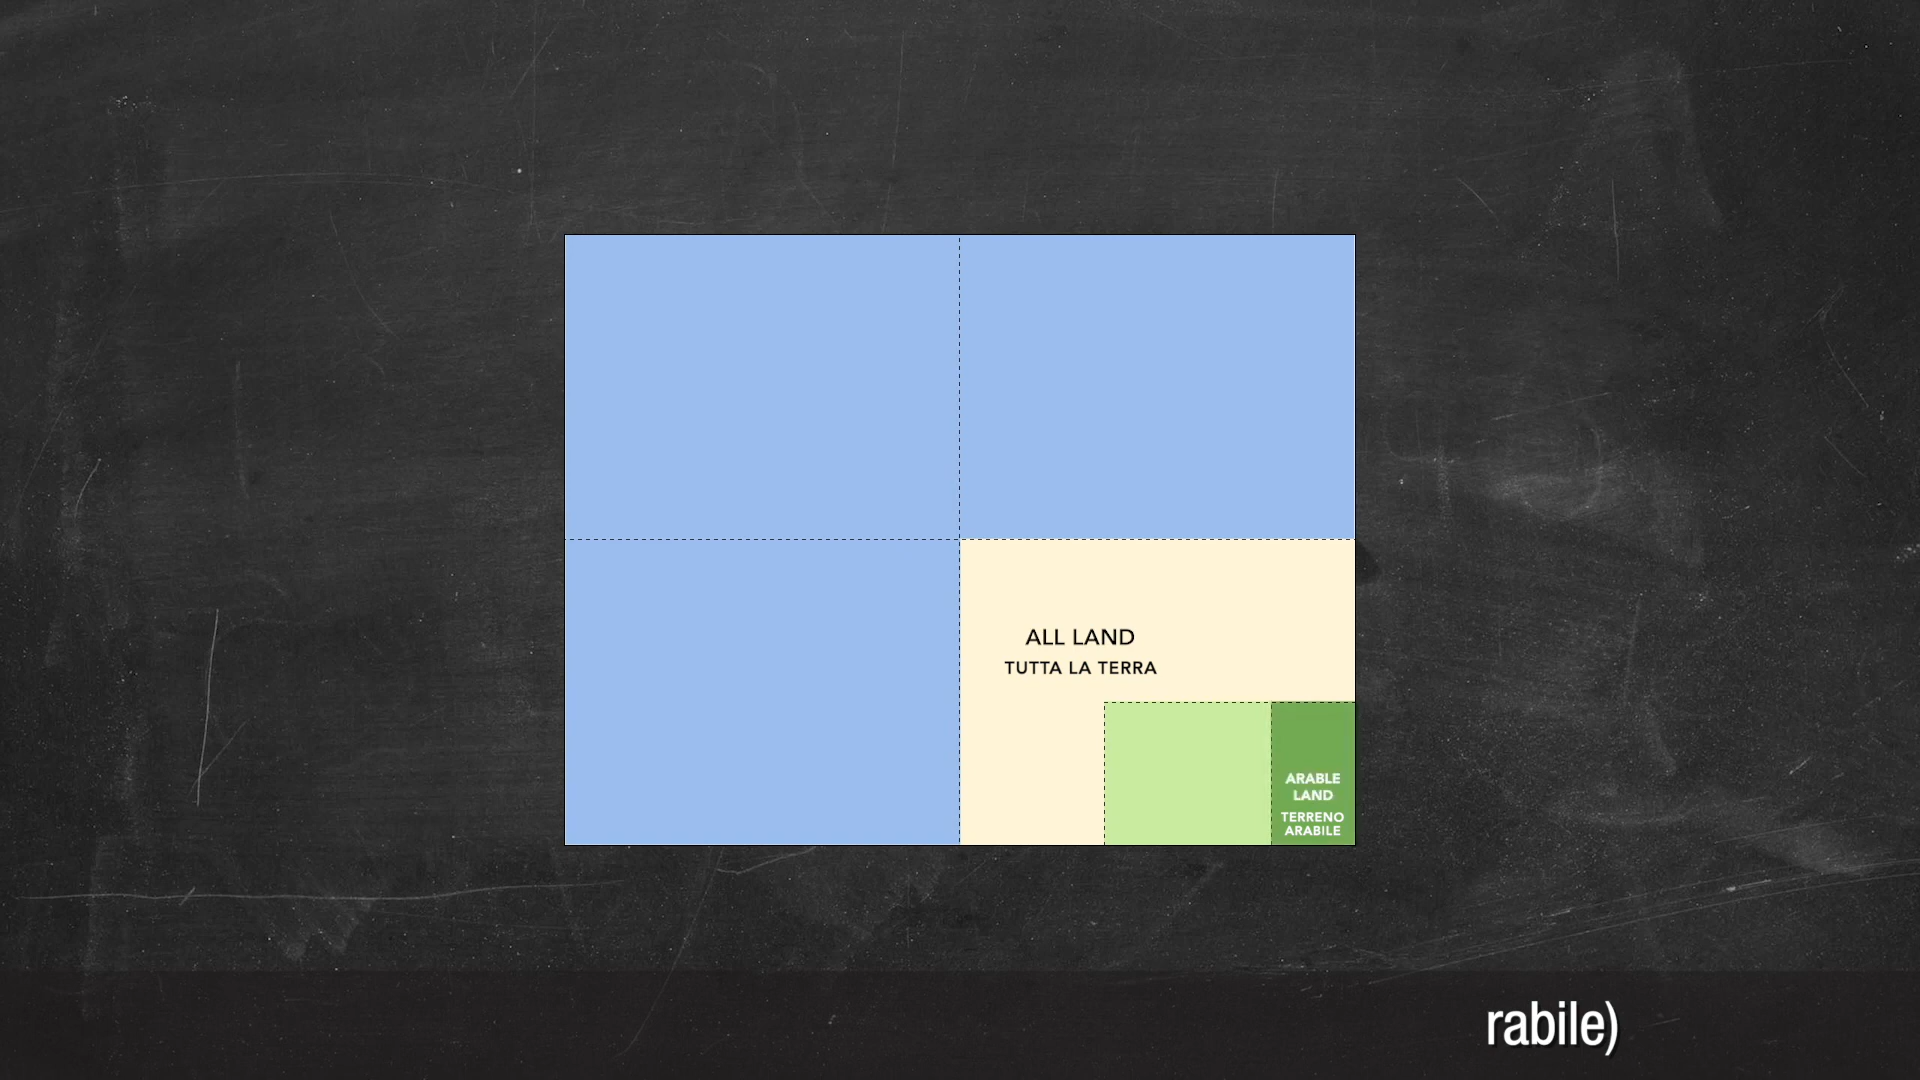 ALL LAND
TUTTA LA TERRA
ARABLE
LAND
TERRENO
ARABILE
rabile)